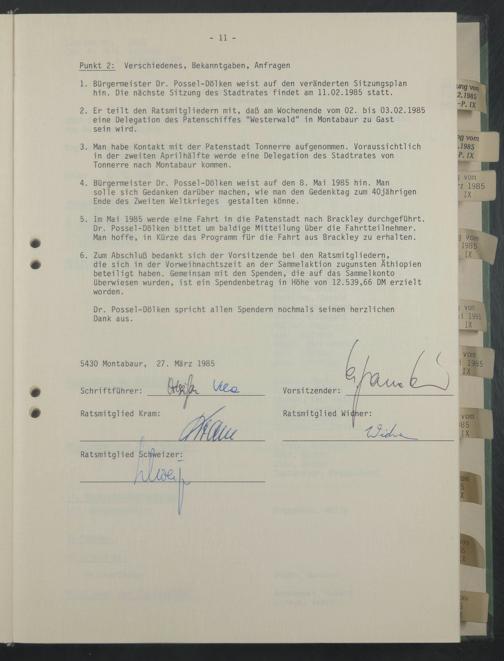 - 11 -
Punkt 2: Verschiedenes, Bekanntgaben, Anfragen
1. Bürgermeister Dr. Possel-Dölken weist auf den veränderten Sitzungsplan
hin. Die nächste Sitzung des Stadtrates findet am 11.02.1985 statt.
2. Er teilt den Ratsmitgliedern mit, daß am Wochenende vom 02. bis 03.02.1985
eine Delegation des Patenschiffes "Westerwald" in Montabaur zu Gast
sein wird.
3. Man habe Kontakt mit der Patenstadt Tonnerre aufgenommen. Voraussichtlich
in der zweiten Aprilhälfte werde eine Delegation des Stadtrates von
Tonnerre nach Montabaur kommen.
4. Bürgermeister Dr. Possel-Dölken weist auf den 8. Mai 1985 hin. Man
solle sich Gedanken darüber machen, wie man den Gedenktag zum 40jährigen
Ende des Zweiten Weltkrieges gestalten könne.
5. Im Mai 1985 werde eine Fahrt in die Patenstadt nach Brackley durchgeführt.
Dr. Possel-Dölken bittet um baldige Mitteilung über die Fahrtteilnehmer.
Man hoffe, in Kürze das Programm für die Fahrt aus Brackley zu erhalten.
6. Zum Abschluß bedankt sich der Vorsitzende bei den Ratsmitgliedern,
die sich in der Vorweihnachtszeit an der Sammelaktion zugunsten Äthiopien
beteiligt haben. Gemeinsam mit den Spenden, die auf das Sammelkonto
überwiesen wurden, ist ein Spendenbetrag in Höhe von 12.539,66 DM erzielt
worden.
Dr. Possel-Dölken spricht allen Spendern nochmals seinen herzlichen
Dank aus.
5430 Montabaur, 27. März 1985
Schriftführer: Vorsitzender:
Ratsmitglied Kram: Ratsmitglied Widner:
Kram Widner
Ratsmitglied Schweizer: